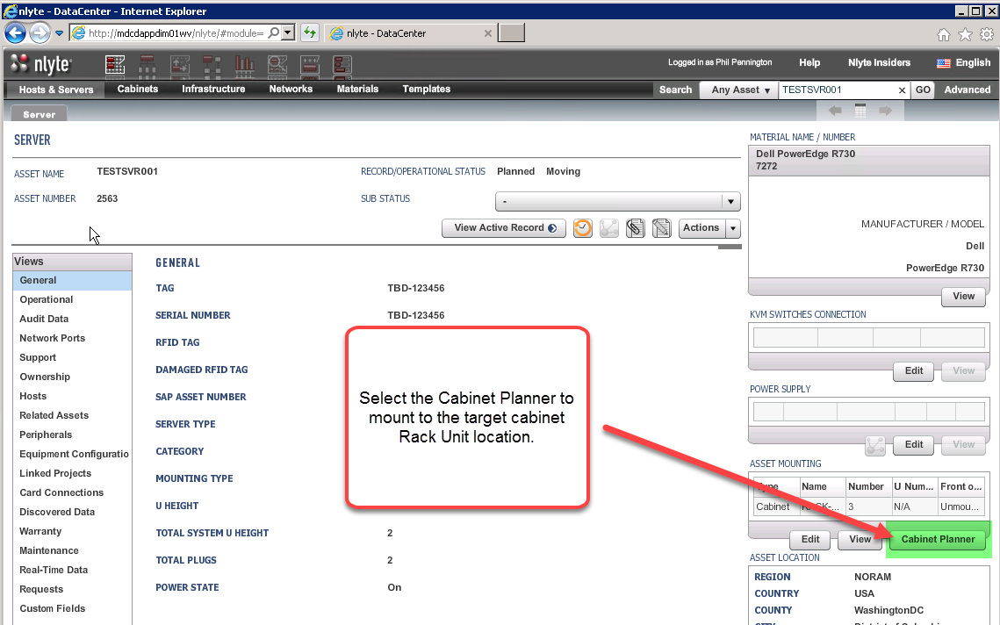 nlyte - DataCenter - Internet Explorer
http://mdcdappdim01wv/nlyte/#module=
nlyte - DataCenter
nlyte
Logged in as Phil Pennington Help Nlyte Insiders English
Hosts & Servers Cabinets Infrastructure Networks Materials Templates Search Any Asset TESTSVR001 GO Advanced
Server
SERVER
ASSET NAME TESTSVR001 RECORD/OPERATIONAL STATUS Planned Moving
ASSET NUMBER 2563 SUB STATUS -
View Active Record Actions
Views
General
Operational
Audit Data
Network Ports
Support
Ownership
Hosts
Related Assets
Peripherals
Equipment Configuratio
Linked Projects
Card Connections
Discovered Data
Warranty
Maintenance
Real-Time Data
Requests
Custom Fields
GENERAL
TAG TBD-123456
SERIAL NUMBER TBD-123456
RFID TAG
DAMAGED RFID TAG
SAP ASSET NUMBER
SERVER TYPE
CATEGORY
MOUNTING TYPE
U HEIGHT
TOTAL SYSTEM U HEIGHT 2
TOTAL PLUGS 2
POWER STATE On
Select the Cabinet Planner to
mount to the target cabinet
Rack Unit location.
MATERIAL NAME / NUMBER
Dell PowerEdge R730
7272
MANUFACTURER / MODEL
Dell
PowerEdge R730
View
KVM SWITCHES CONNECTION
Edit View
POWER SUPPLY
Edit View
ASSET MOUNTING
Type Name Number U Num... Front o...
Cabinet 3 N/A Unmou...
Edit View Cabinet Planner
ASSET LOCATION
REGION NORAM
COUNTRY USA
COUNTY WashingtonDC